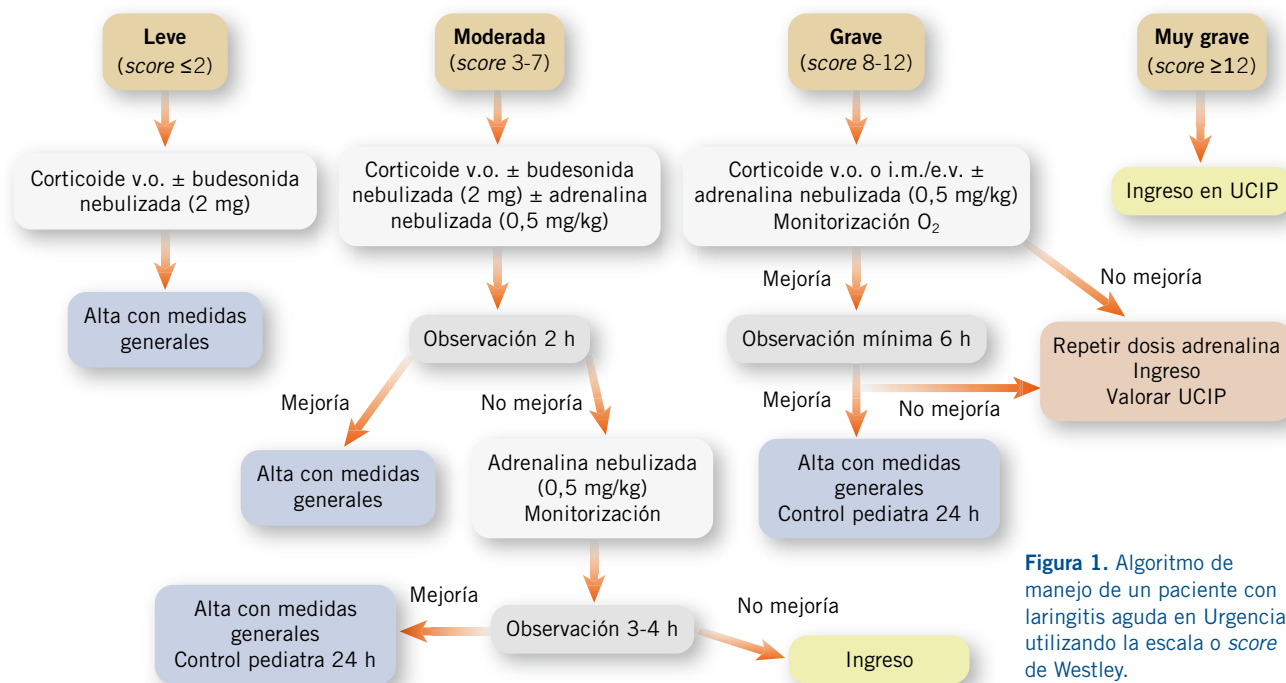 Leve
(score ≤2)
Moderada
(score 3-7)
Grave
(score 8-12)
Muy grave
(score ≥12)
Corticoide v.o. ± budesonida
nebulizada (2 mg)
Corticoide v.o. ± budesonida
nebulizada (2 mg) ± adrenalina
nebulizada (0,5 mg/kg)
Corticoide v.o. o i.m./e.v. ±
adrenalina nebulizada (0,5 mg/kg)
Monitorización O₂
Ingreso en UCIP
Mejoría
No mejoría
Alta con medidas
generales
Observación 2 h
Observación mínima 6 h
Repetir dosis adrenalina
Ingreso
Valorar UCIP
Mejoría
No mejoría
Mejoría
No mejoría
Alta con medidas
generales
Adrenalina nebulizada
(0,5 mg/kg)
Monitorización
Alta con medidas
generales
Control pediatra 24 h
Alta con medidas
generales
Control pediatra 24 h
Mejoría
Observación 3-4 h
No mejoría
Ingreso
Figura 1. Algoritmo de
manejo de un paciente con
laringitis aguda en Urgencia
utilizando la escala o score
de Westley.